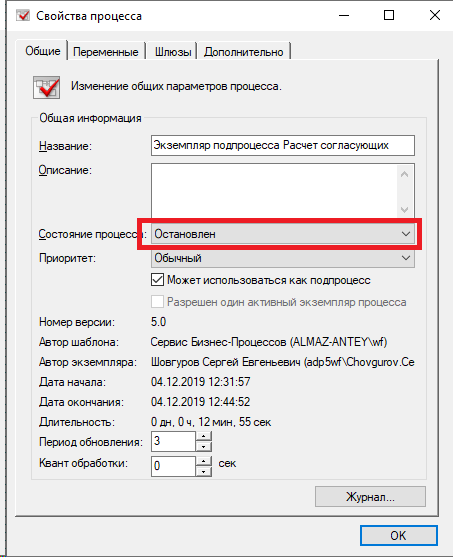 Свойства процесса
Общие Переменные Шлюзы Дополнительно
Изменение общих параметров процесса.
Общая информация
Название: Экземпляр подпроцесса Расчет согласующих
Описание:
Состояние процесса: Остановлен
Приоритет: Обычный
Может использоваться как подпроцесс
Разрешен один активный экземпляр процесса
Номер версии: 5.0
Автор шаблона: Сервис Бизнес-Процессов (ALMAZ-ANTEY\wf)
Автор экземпляра: Шовгуров Сергей Евгеньевич (adp5wf\Chovgurov.Ce
Дата начала: 04.12.2019 12:31:57
Дата окончания: 04.12.2019 12:44:52
Длительность: 0 дн, 0 ч, 12 мин, 55 сек
Период обновления: 3
Квант обработки: 0 сек
Журнал...
OK